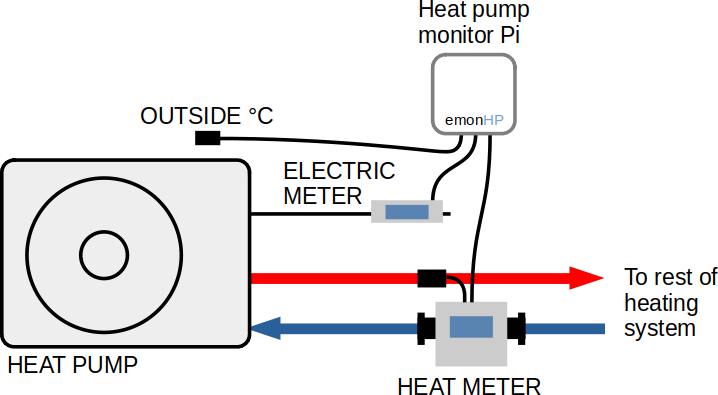 Heat pump
monitor Pi
emonHP
OUTSIDE °C
ELECTRIC
METER
To rest of
heating
system
HEAT PUMP
HEAT METER